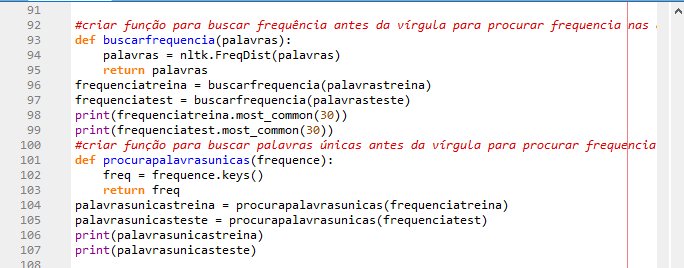 91
92 #criar função para buscar frequência antes da vírgula para procurar frequencia nas
93 def buscarfrequencia(palavras):
94     palavras = nltk.FreqDist(palavras)
95     return palavras
96 frequenciatreina = buscarfrequencia(palavrastreina)
97 frequenciatest = buscarfrequencia(palavrasteste)
98 print(frequenciatreina.most_common(30))
99 print(frequenciatest.most_common(30))
100 #criar função para buscar palavras únicas antes da vírgula para procurar frequencia
101 def procurapalavrasunicas(frequence):
102     freq = frequence.keys()
103     return freq
104 palavrasunicastreina = procurapalavrasunicas(frequenciatreina)
105 palavrasunicasteste = procurapalavrasunicas(frequenciatest)
106 print(palavrasunicastreina)
107 print(palavrasunicasteste)
108